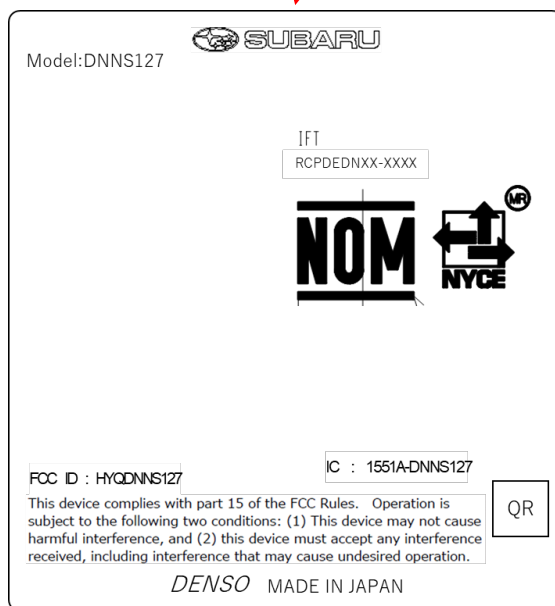 SUBARU
Model:DNNS127
IFT
RCPDEDNXX-XXXX
NOM
MR
NYCE
FCC ID : HYQDNNS127
IC : 1551A-DNNS127
This device complies with part 15 of the FCC Rules. Operation is
subject to the following two conditions: (1) This device may not cause
harmful interference, and (2) this device must accept any interference
received, including interference that may cause undesired operation.
QR
DENSO MADE IN JAPAN